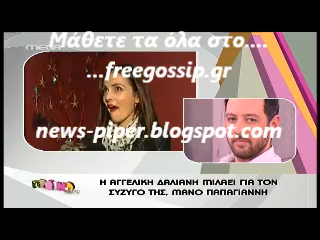 MEGA
Μάθετε τα όλα στο....
...freegossip.gr
news-piper.blogspot.com
Η ΑΓΓΕΛΙΚΗ ΔΑΛΙΑΝΗ ΜΙΛΑΕΙ ΓΙΑ ΤΟΝ
ΣΥΖΥΓΟ ΤΗΣ, ΜΑΝΟ ΠΑΠΑΓΙΑΝΝΗ